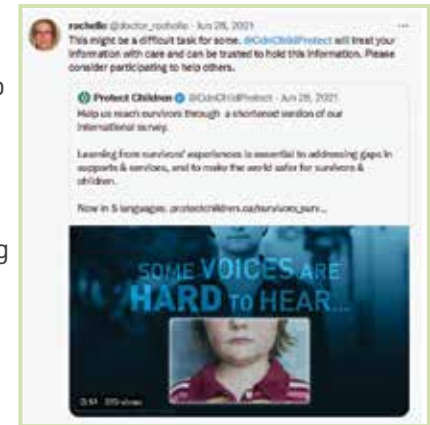 rochelle @doctor_rochelle · Jun 28, 2021
This might be a difficult task for some. @CdnChildProtect will treat your
information with care and can be trusted to hold this information. Please
consider participating to help others.
Protect Children @CdnChildProtect · Jun 28, 2021
Help us reach survivors through a shortened version of our
international survey.
Learning from survivors' experiences is essential to addressing gaps in
supports & services, and to make the world safer for survivors &
children.
Now in 5 languages. protectchildren.ca/survivors_surv...
SOME VOICES ARE
HARD TO HEAR...
views
g